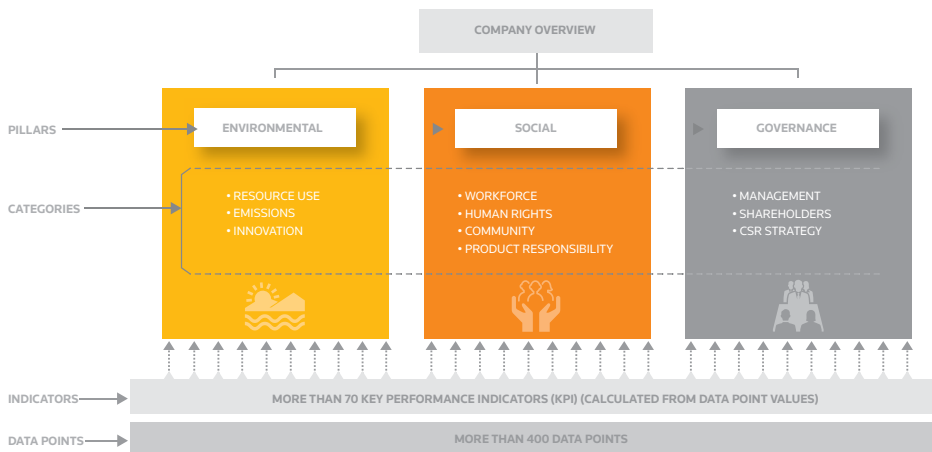 COMPANY OVERVIEW
PILLARS
ENVIRONMENTAL
SOCIAL
GOVERNANCE
CATEGORIES
• RESOURCE USE
• EMISSIONS
• INNOVATION
• WORKFORCE
• HUMAN RIGHTS
• COMMUNITY
• PRODUCT RESPONSIBILITY
• MANAGEMENT
• SHAREHOLDERS
• CSR STRATEGY
INDICATORS
MORE THAN 70 KEY PERFORMANCE INDICATORS (KPI) (CALCULATED FROM DATA POINT VALUES)
DATA POINTS
MORE THAN 400 DATA POINTS